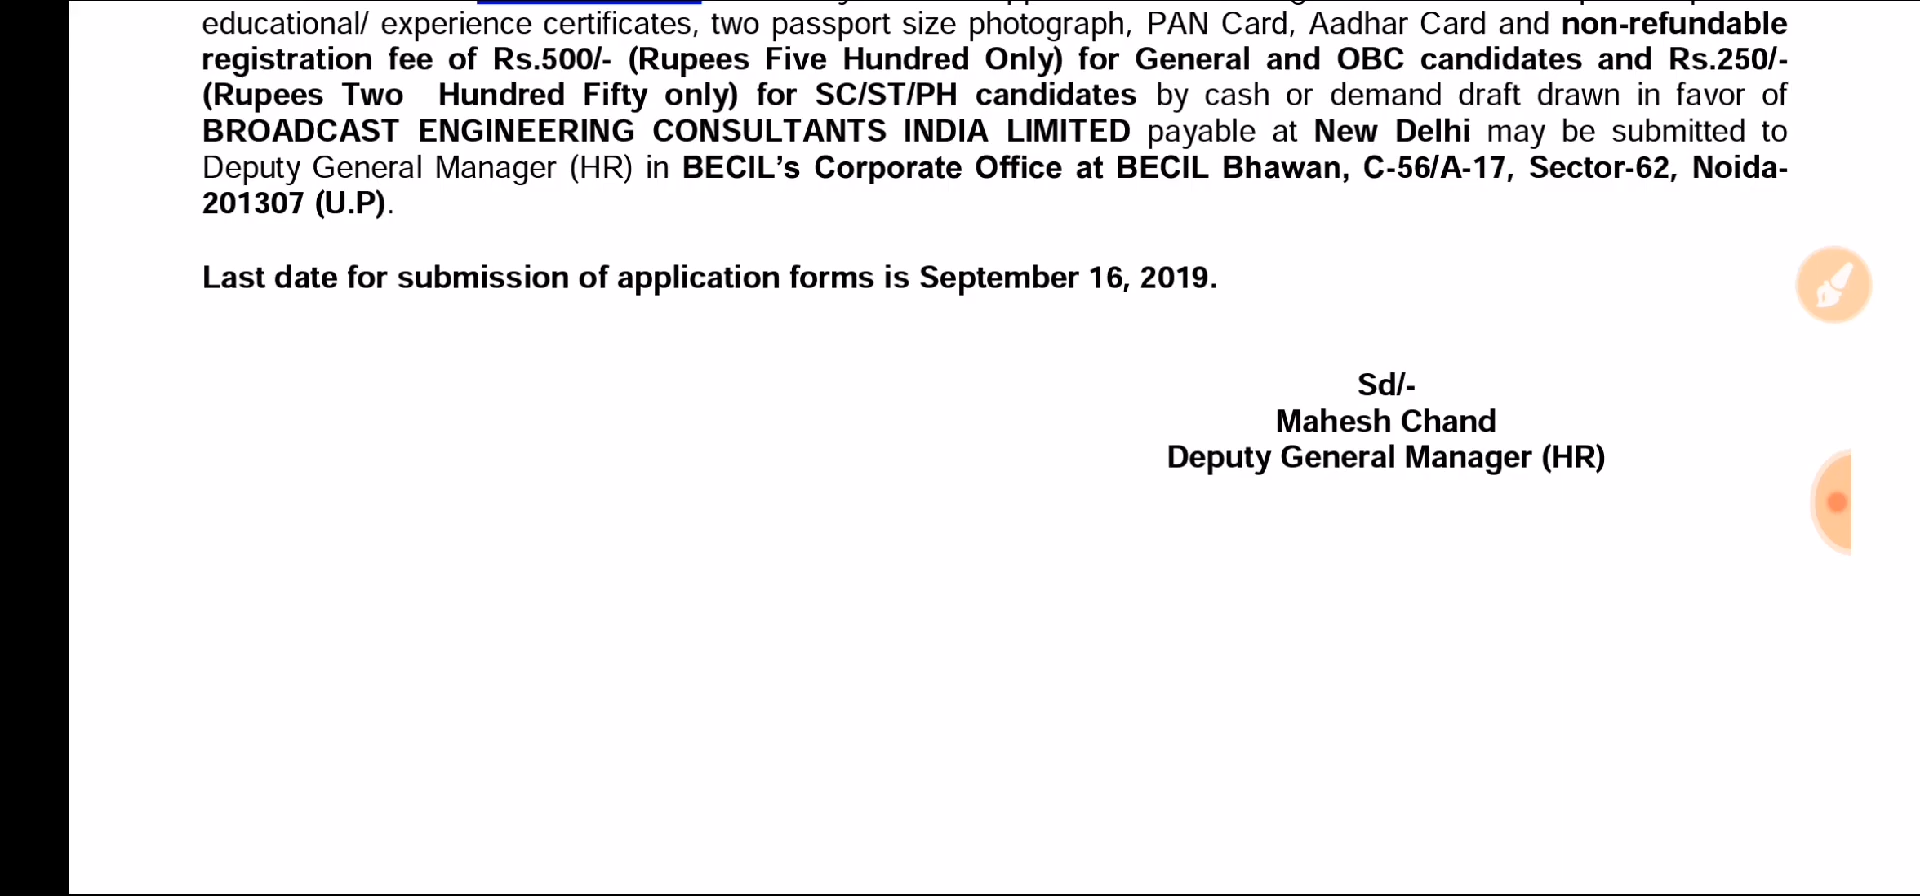 educational/ experience certificates, two passport size photograph, PAN Card, Aadhar Card and non-refundable
registration fee of Rs.500/- (Rupees Five Hundred Only) for General and OBC candidates and Rs.250/-
(Rupees Two Hundred Fifty only) for SC/ST/PH candidates by cash or demand draft drawn in favor of
BROADCAST ENGINEERING CONSULTANTS INDIA LIMITED payable at New Delhi may be submitted to
Deputy General Manager (HR) in BECIL’s Corporate Office at BECIL Bhawan, C-56/A-17, Sector-62, Noida-
201307 (U.P).
Last date for submission of application forms is September 16, 2019.
Sd/-
Mahesh Chand
Deputy General Manager (HR)